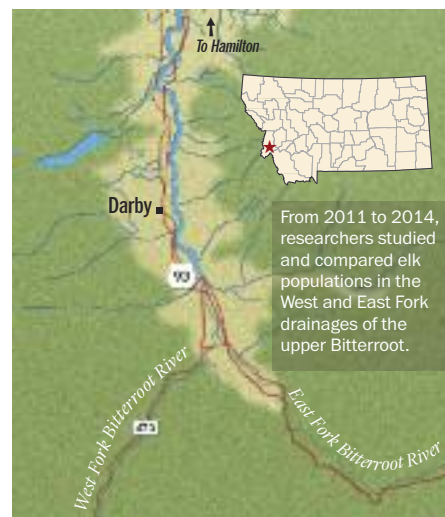 To Hamilton
Darby
93
From 2011 to 2014,
researchers studied
and compared elk
populations in the
West and East Fork
drainages of the
upper Bitterroot.
West Fork Bitterroot River
473
East Fork Bitterroot River